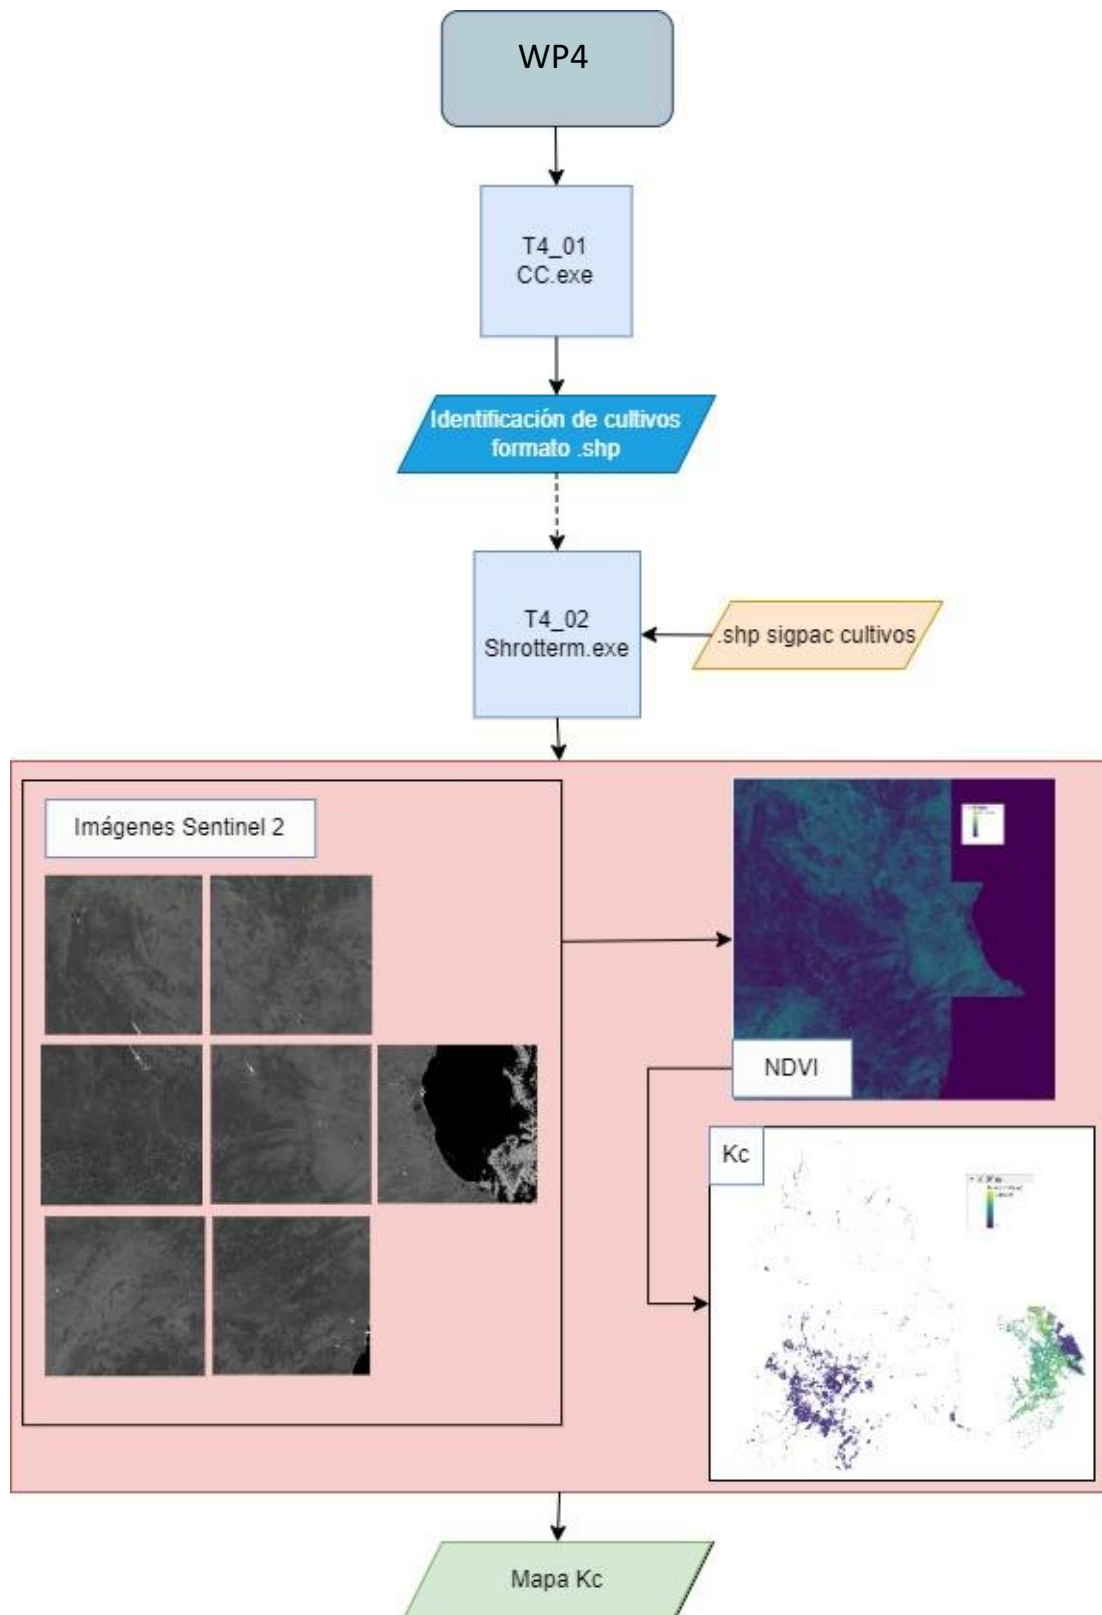 WP4
T4_01
CC.exe
Identificación de cultivos
formato .shp
T4_02
Shrotterm.exe
.shp sigpac cultivos
Imágenes Sentinel 2
NDVI
Kc
Mapa Kc